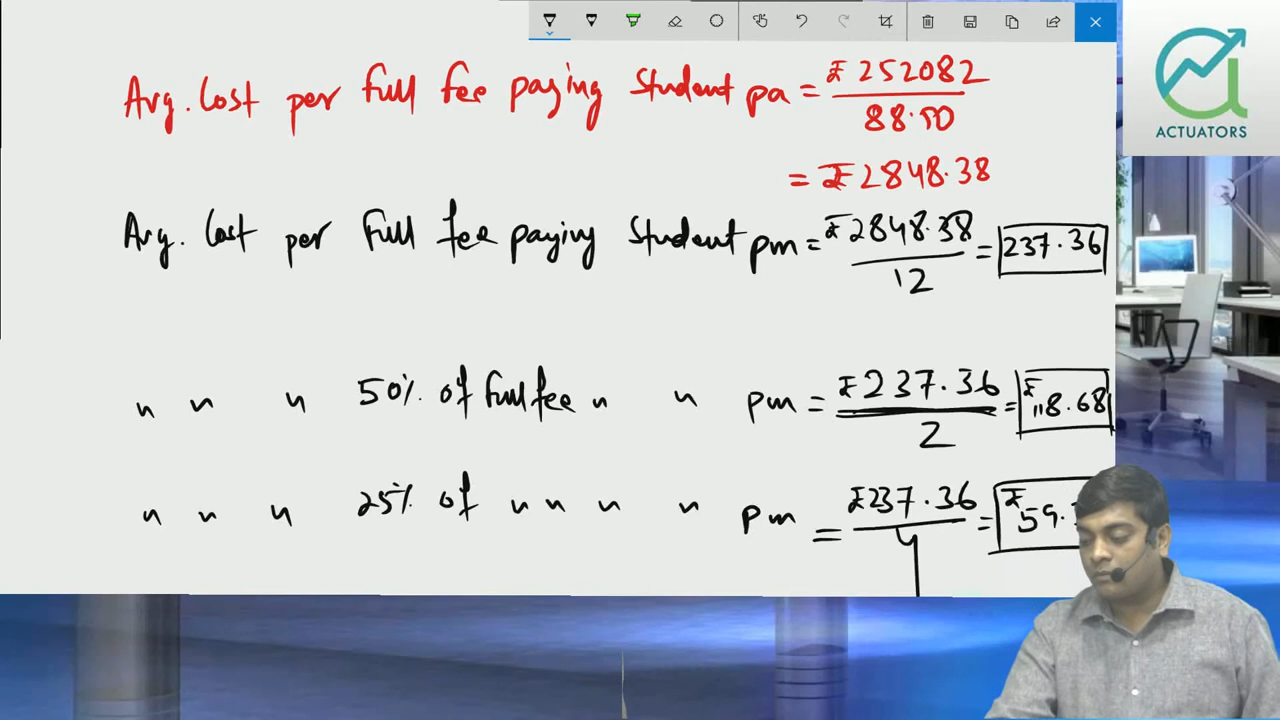 Avg. Cost per full fee paying student pa = ₹252082
88.50
= ₹2848.38
Avg. Cost per full fee paying student pm = ₹2848.38 = 237.36
12
〃 〃 〃 50% of full fee 〃 〃 pm = ₹237.36 = ₹118.68
2
〃 〃 〃 25% of 〃 〃 〃 〃 pm = ₹237.36 = ₹59.
4
ACTUATORS